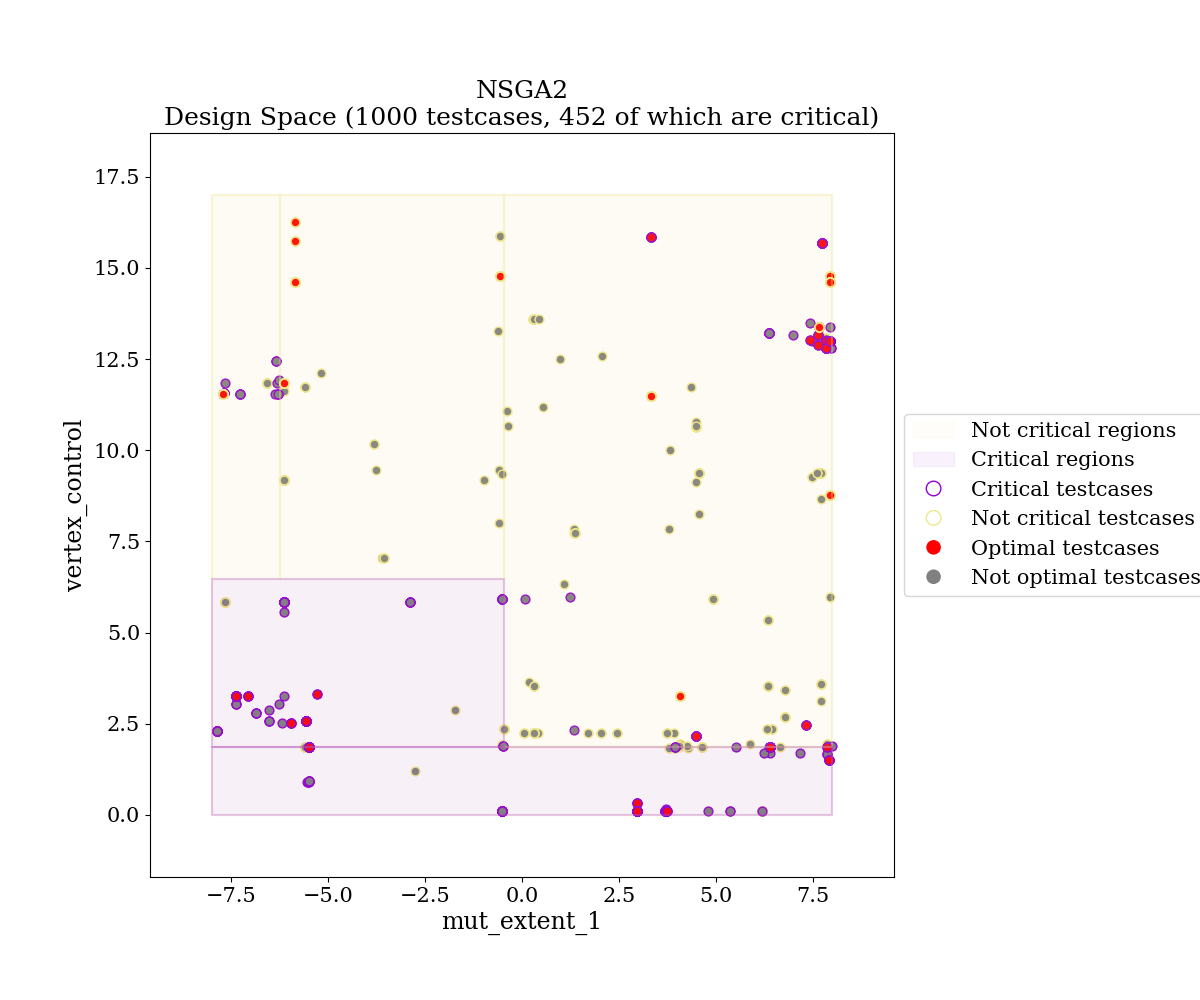 NSGA2
Design Space (1000 testcases, 452 of which are critical)
17.5
15.0
12.5
10.0
7.5
5.0
2.5
0.0
vertex_control
−7.5
−5.0
−2.5
0.0
2.5
5.0
7.5
mut_extent_1
Not critical regions
Critical regions
Critical testcases
Not critical testcases
Optimal testcases
Not optimal testcases